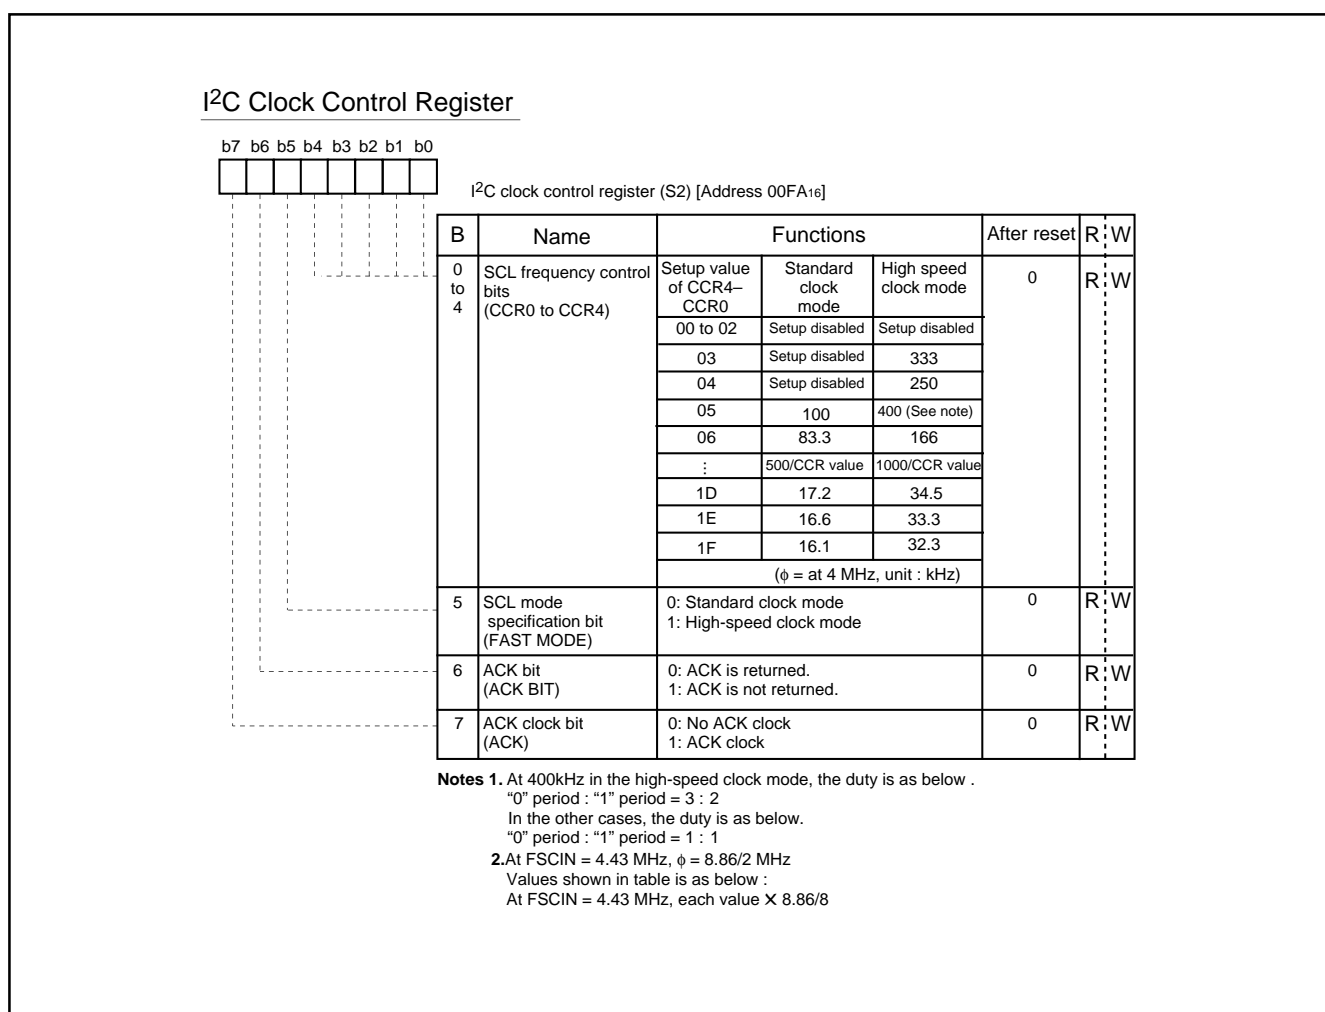 I2C Clock Control Register
b7 b6 b5 b4 b3 b2 b1 b0
I2C clock control register (S2) [Address 00FA16]
B Name Functions After reset R W
0 to 4
SCL frequency control bits (CCR0 to CCR4)
Setup value of CCR4–CCR0
Standard clock mode
High speed clock mode
0 R W
00 to 02 Setup disabled Setup disabled
03 Setup disabled 333
04 Setup disabled 250
05 100 400 (See note)
06 83.3 166
⋮ 500/CCR value 1000/CCR value
1D 17.2 34.5
1E 16.6 33.3
1F 16.1 32.3
(ϕ = at 4 MHz, unit : kHz)
5 SCL mode 0: Standard clock mode 0 R W
specification bit 1: High-speed clock mode
(FAST MODE)
6 ACK bit 0: ACK is returned. 0 R W
(ACK BIT) 1: ACK is not returned.
7 ACK clock bit 0: No ACK clock 0 R W
(ACK) 1: ACK clock
Notes 1. At 400kHz in the high-speed clock mode, the duty is as below .
“0” period : “1” period = 3 : 2
In the other cases, the duty is as below.
“0” period : “1” period = 1 : 1
2.At FSCIN = 4.43 MHz, ϕ = 8.86/2 MHz
Values shown in table is as below :
At FSCIN = 4.43 MHz, each value ✕ 8.86/8